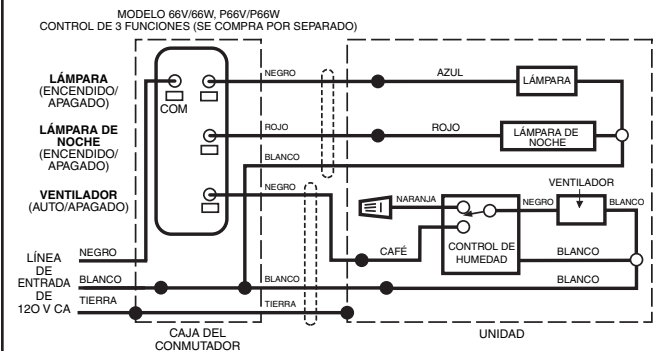 MODELO 66V/66W, P66V/P66W
CONTROL DE 3 FUNCIONES (SE COMPRA POR SEPARADO)
LÁMPARA
(ENCENDIDO/
APAGADO)
COM
NEGRO
AZUL
LÁMPARA
LÁMPARA DE
NOCHE
(ENCENDIDO/
APAGADO)
ROJO
ROJO
LÁMPARA DE
NOCHE
BLANCO
VENTILADOR
(AUTO/APAGADO)
NEGRO
NARANJA
NEGRO
VENTILADOR
BLANCO
CAFÉ
CONTROL DE
HUMEDAD
BLANCO
LÍNEA
DE
ENTRADA
DE
120 V CA
NEGRO
BLANCO
BLANCO
BLANCO
TIERRA
TIERRA
CAJA DEL
CONMUTADOR
UNIDAD